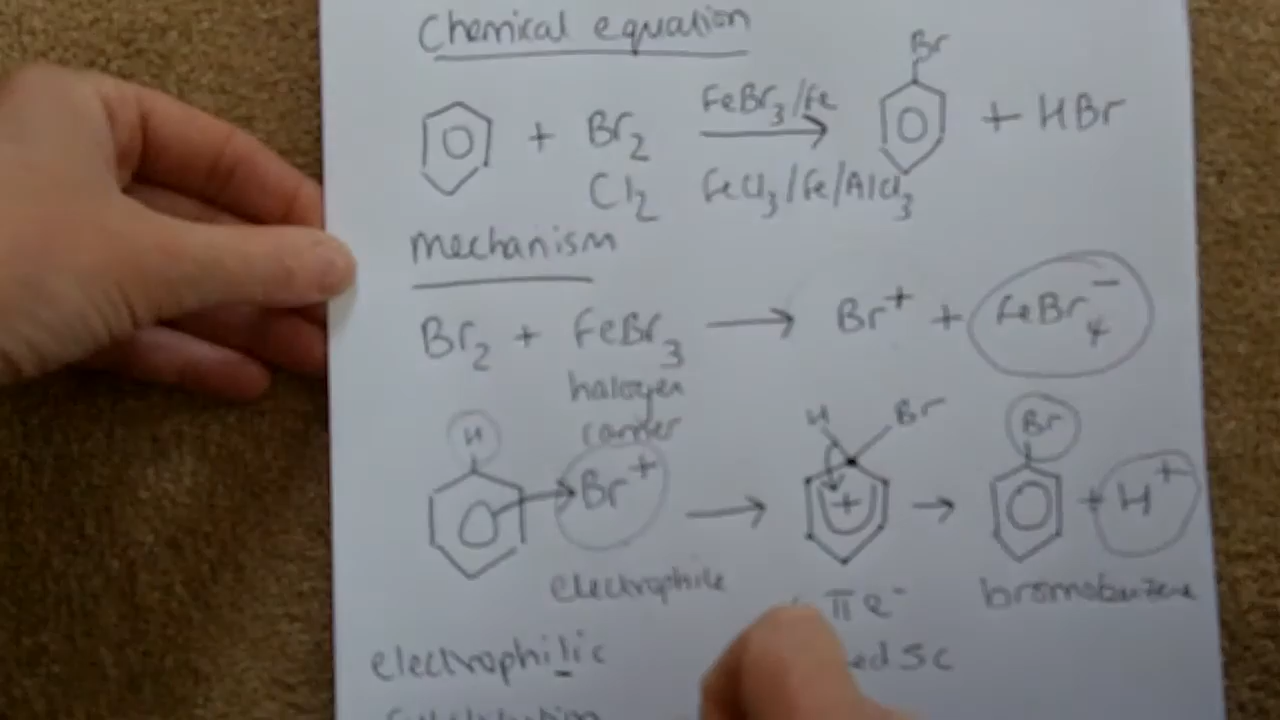 Chemical equation
Br
+ Br2 FeBr3/Fe + HBr
Cl2 FeCl3/Fe/AlCl3
mechanism
Br2 + FeBr3 → Br+ + FeBr4-
halogen
carrier
H Br+ → H Br + → Br + H+
electrophile
π e- bromobenzene
electrophilic
sc